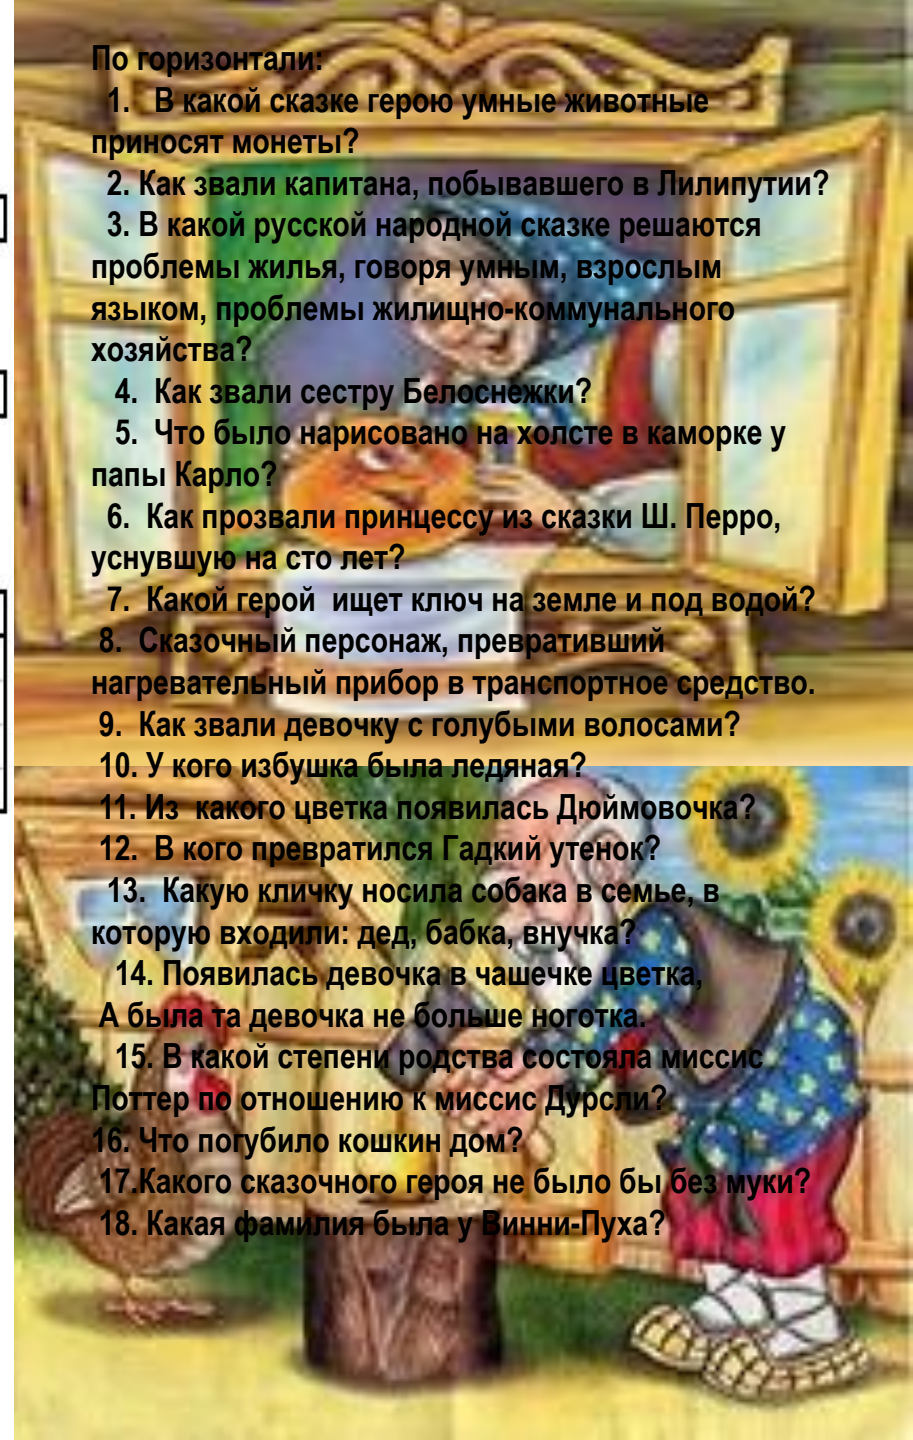 По горизонтали:
1. В какой сказке герою умные животные
приносят монеты?
2. Как звали капитана, побывавшего в Лилипутии?
3. В какой русской народной сказке решаются
проблемы жилья, говоря умным, взрослым
языком, проблемы жилищно-коммунального
хозяйства?
4. Как звали сестру Белоснежки?
5. Что было нарисовано на холсте в каморке у
папы Карло?
6. Как прозвали принцессу из сказки Ш. Перро,
уснувшую на сто лет?
7. Какой герой ищет ключ на земле и под водой?
8. Сказочный персонаж, превративший
нагревательный прибор в транспортное средство.
9. Как звали девочку с голубыми волосами?
10. У кого избушка была ледяная?
11. Из какого цветка появилась Дюймовочка?
12. В кого превратился Гадкий утенок?
13. Какую кличку носила собака в семье, в
которую входили: дед, бабка, внучка?
14. Появилась девочка в чашечке цветка,
А была та девочка не больше ноготка.
15. В какой степени родства состояла миссис
Поттер по отношению к миссис Дурсли?
16. Что погубило кошкин дом?
17.Какого сказочного героя не было бы без муки?
18. Какая фамилия была у Винни-Пуха?